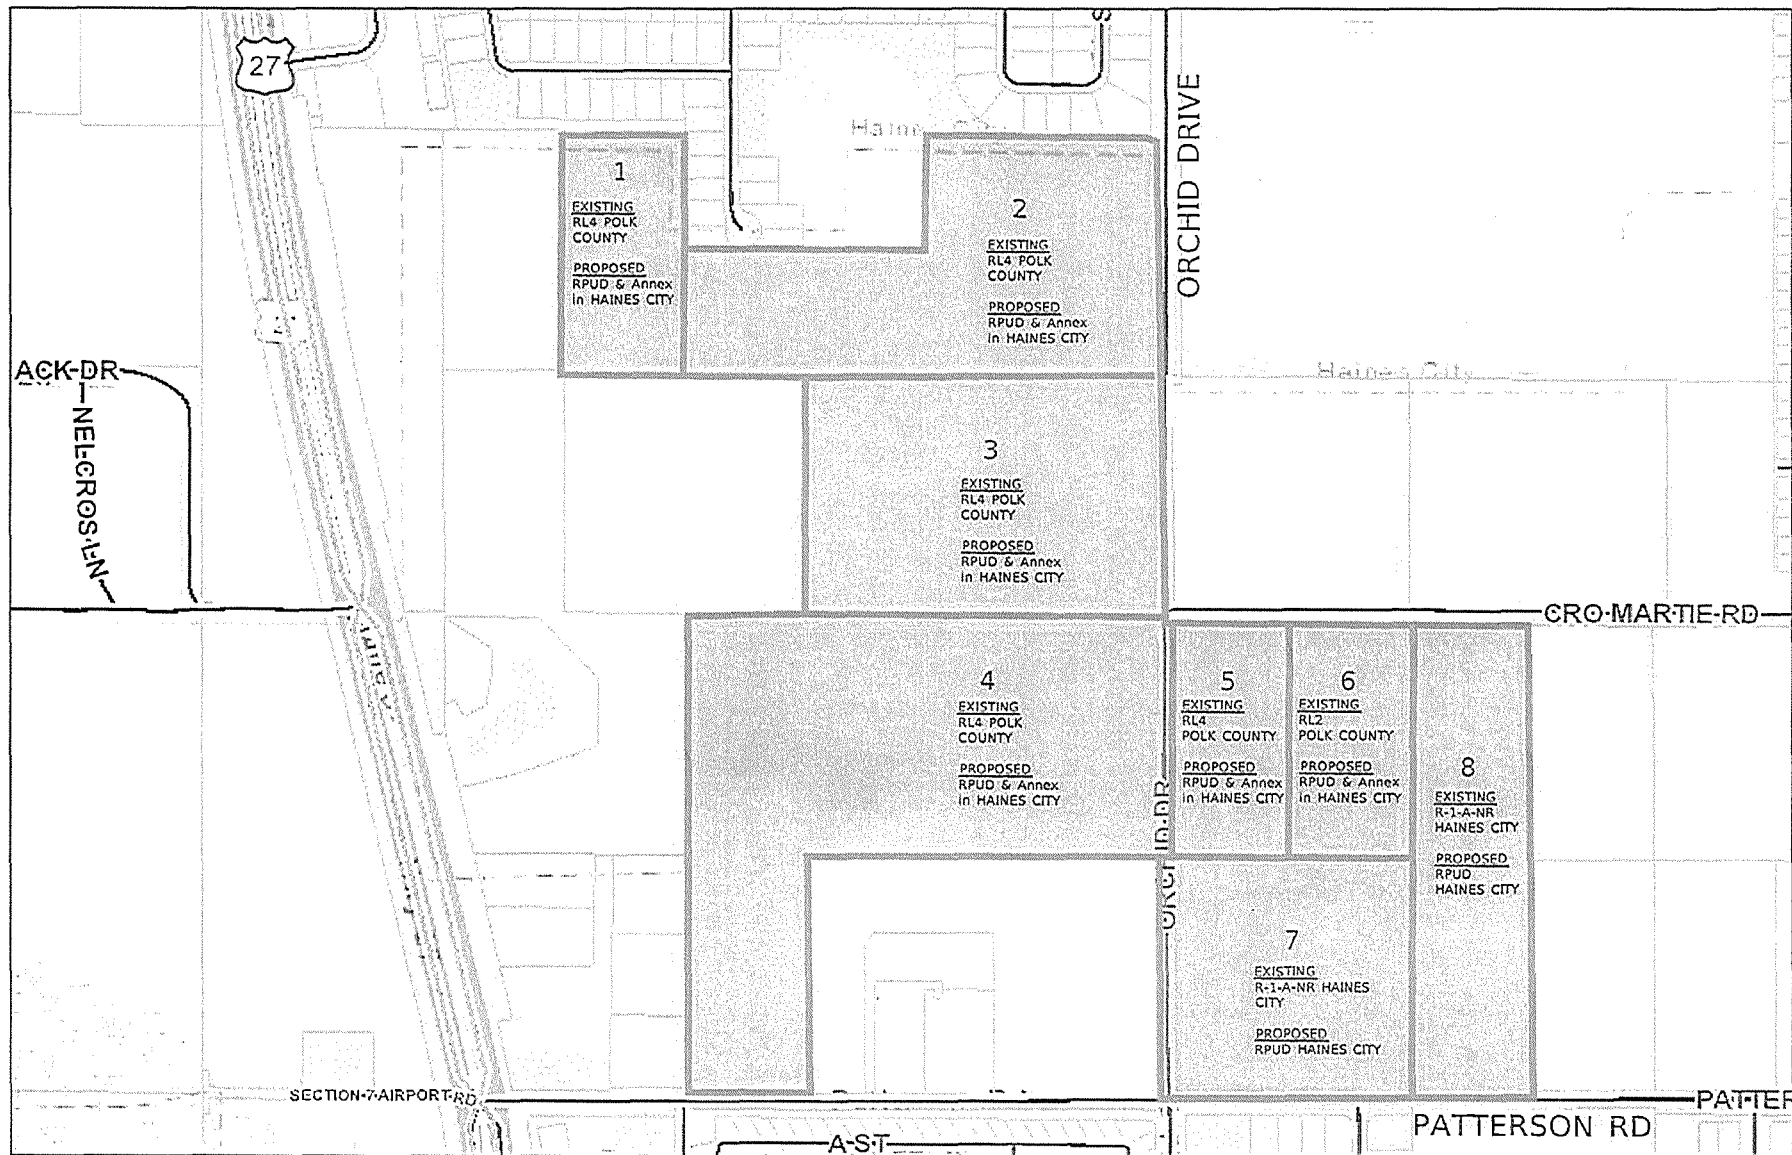 27
S
ORCHID DRIVE
1
EXISTING
RL4 POLK
COUNTY
PROPOSED
RPUD & Annex
in HAINES CITY
2
EXISTING
RL4 POLK
COUNTY
PROPOSED
RPUD & Annex
in HAINES CITY
ACK-DR
NELCROS-LN
Haines City
3
EXISTING
RL4 POLK
COUNTY
PROPOSED
RPUD & Annex
in HAINES CITY
CRO-MARTIE-RD
4
EXISTING
RL4 POLK
COUNTY
PROPOSED
RPUD & Annex
in HAINES CITY
5
EXISTING
RL4
POLK COUNTY
PROPOSED
RPUD & Annex
in HAINES CITY
6
EXISTING
RL2
POLK COUNTY
PROPOSED
RPUD & Annex
in HAINES CITY
8
EXISTING
R-1-A-NR
HAINES CITY
PROPOSED
RPUD
HAINES CITY
7
EXISTING
R-1-A-NR HAINES
CITY
PROPOSED
RPUD HAINES CITY
SECTION-7-AIRPORT-RD
PATTER
PATTERSON RD
A-ST